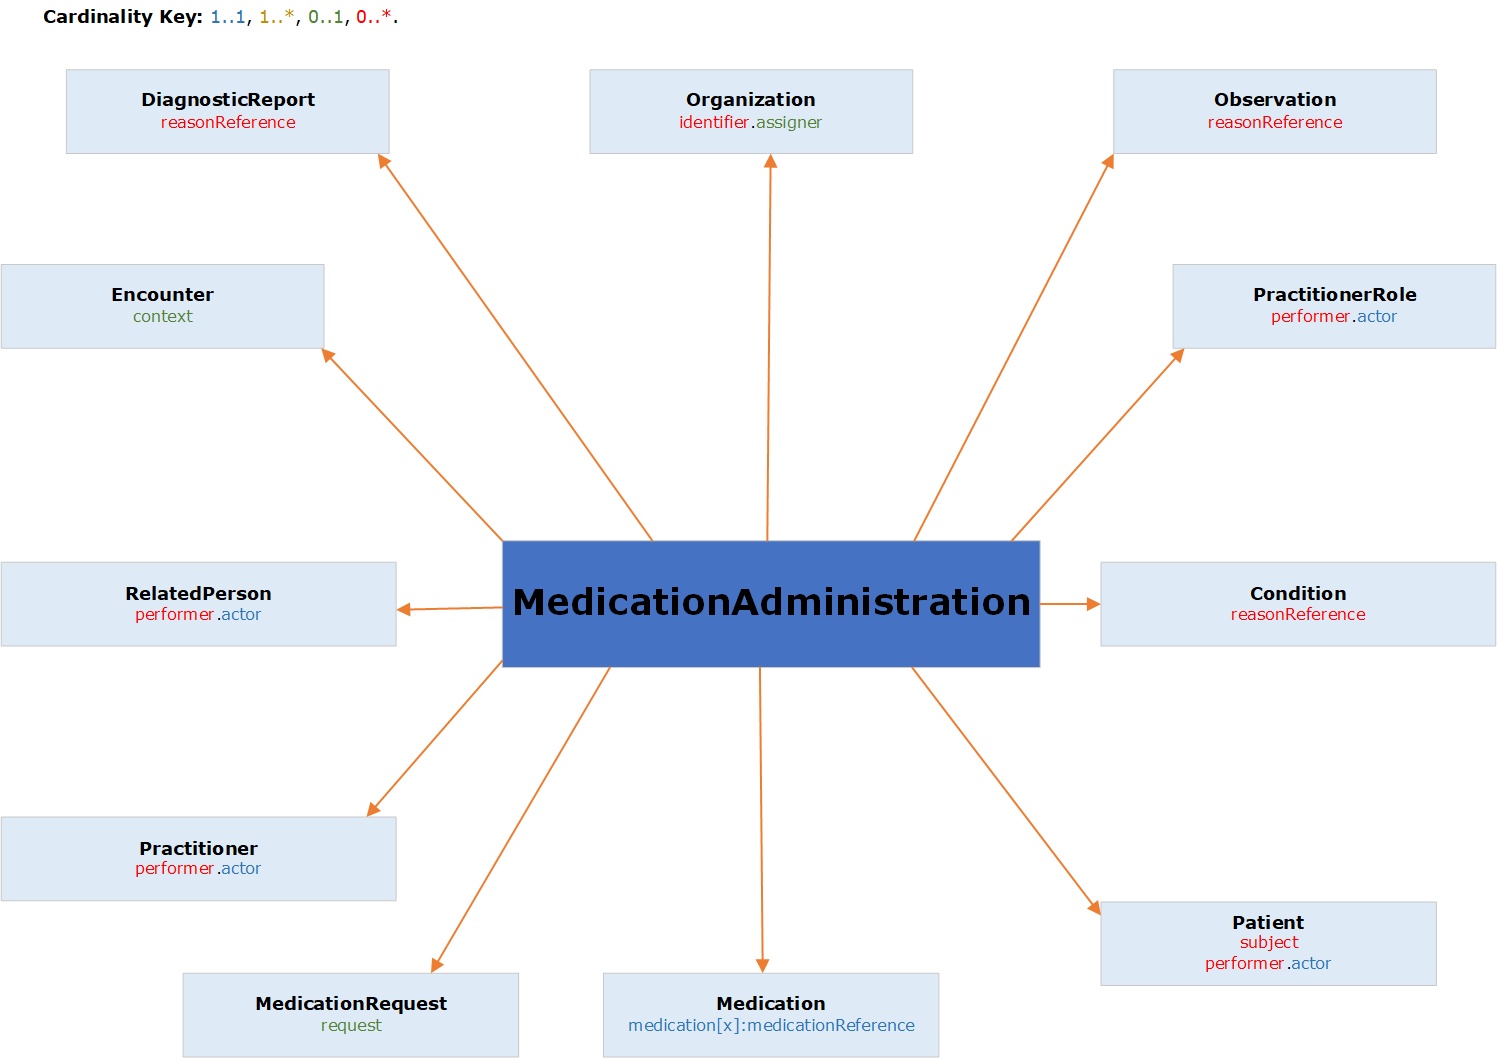 Cardinality Key: 1..1, 1..*, 0..1, 0..*.
DiagnosticReport
reasonReference
Organization
identifier.assigner
Observation
reasonReference
Encounter
context
PractitionerRole
performer.actor
MedicationAdministration
RelatedPerson
performer.actor
Condition
reasonReference
Practitioner
performer.actor
Patient
subject
performer.actor
MedicationRequest
request
Medication
medication[x]:medicationReference